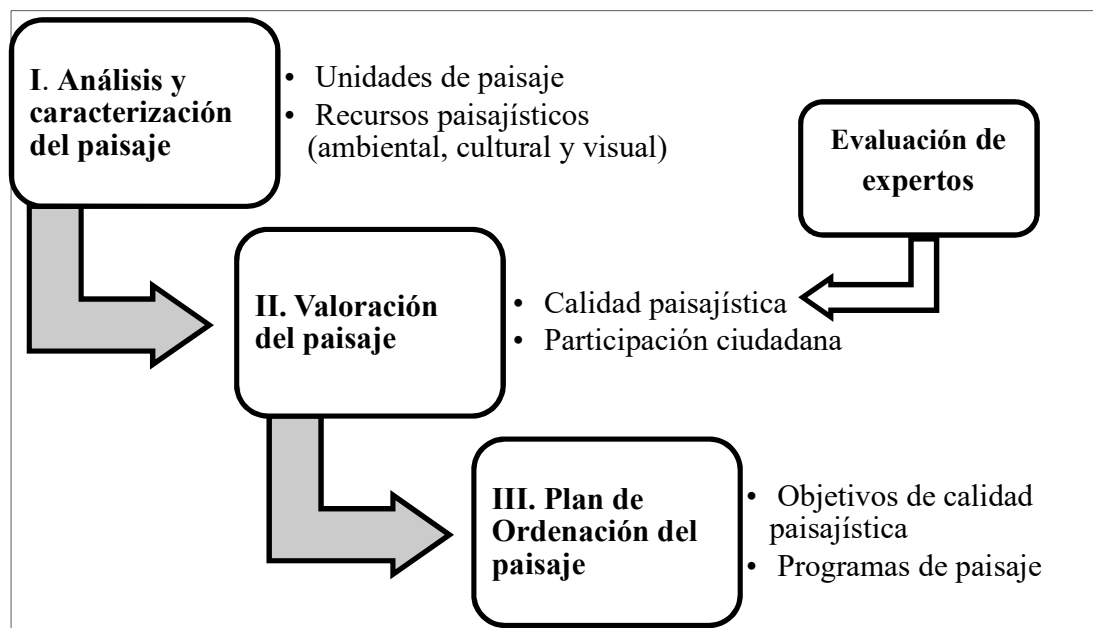 I. Análisis y
caracterización
del paisaje
• Unidades de paisaje
• Recursos paisajísticos
(ambiental, cultural y visual)
Evaluación de
expertos
II. Valoración
del paisaje
• Calidad paisajística
• Participación ciudadana
III. Plan de
Ordenación del
paisaje
• Objetivos de calidad
paisajística
• Programas de paisaje